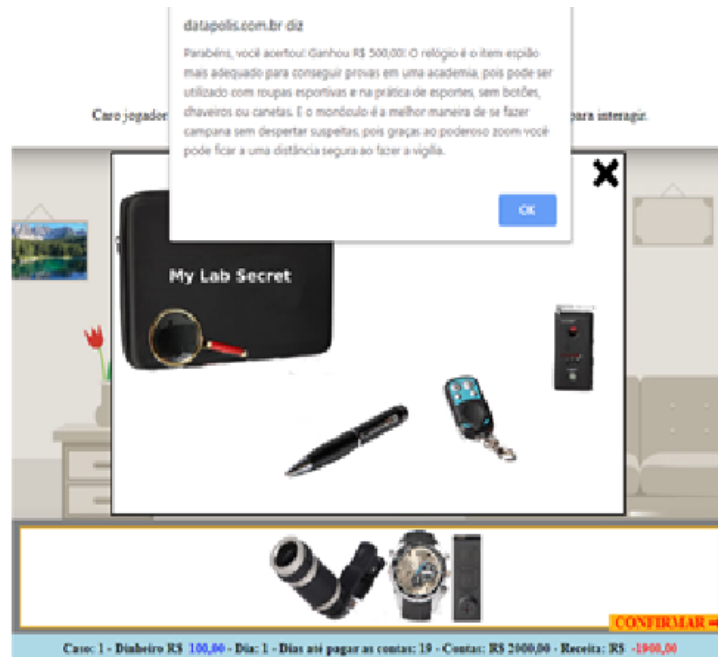 datapolis.com.br diz
Parabéns, você acertou! Ganhou R$ 500,00! O relógio é o item espião
mais adequado para conseguir provas em uma academia, pois pode ser
utilizado com roupas esportivas e na prática de esportes, sem botões,
chaveiros ou canetas. E o monóculo é a melhor maneira de se fazer
campana sem despertar suspeitas, pois graças ao poderoso zoom você
pode ficar a uma distância segura ao fazer a vigília.
OK
Caro jogador
para interagir.
My Lab Secret
CONFIRMAR
Caso: 1 - Dinheiro R$ 100,00 - Dia: 1 - Dias até pagar as contas: 19 - Contas: R$ 2000,00 - Receita: R$ -1900,00